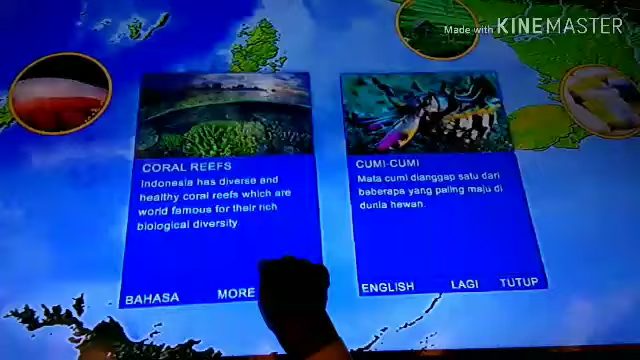 Made with KINEMASTER
CORAL REEFS
Indonesia has diverse and
healthy coral reefs which are
world famous for their rich
biological diversity
BAHASA MORE
CUMI-CUMI
Mata cumi dianggap satu dari
beberapa yang paling maju di
dunia hewan.
ENGLISH LAGI TUTUP